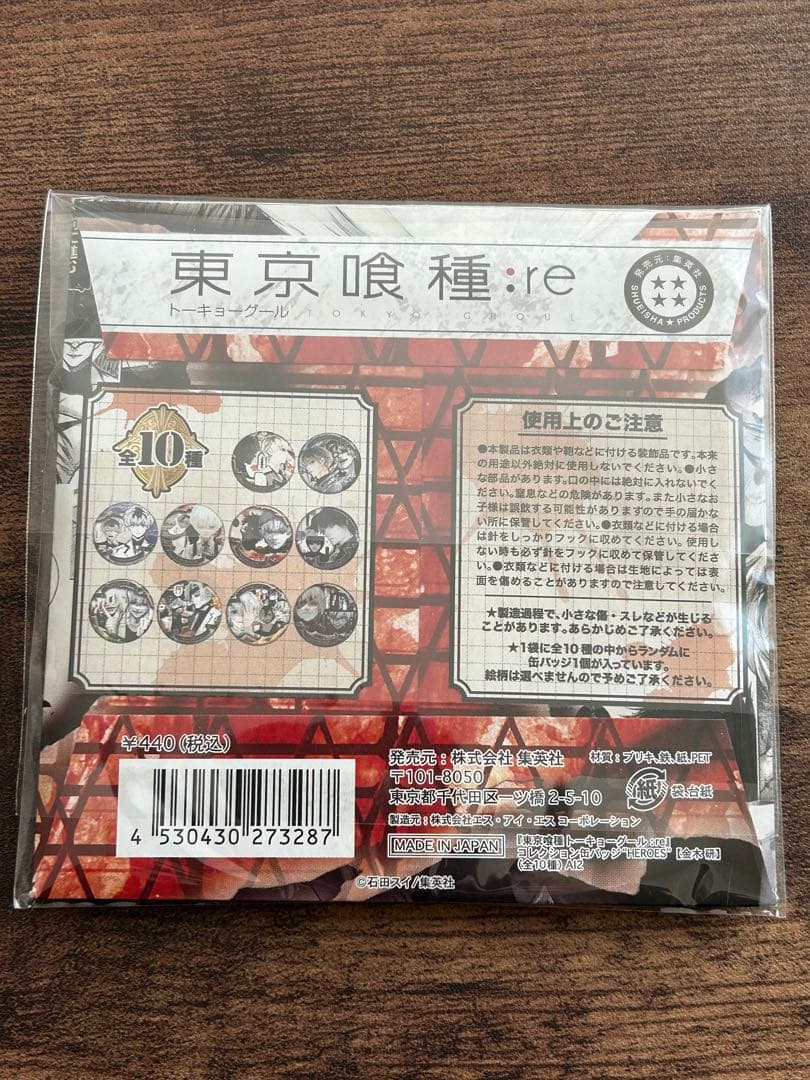 東京喰種:re
トーキョーグール TOKYO GHOUL
発売元:集英社
SHUEISHA★PRODUCTS
全10種
使用上のご注意
●本製品は衣類や鞄などに付ける装飾品です。本来
の用途以外絶対に使用しないでください。●小さ
な部品があります。口の中には絶対に入れないでく
ださい。窒息などの危険があります。また小さなお
子様は誤飲する可能性がありますので手の届かな
い所に保管してください。●衣類などに付ける場合
は針をしっかりフックに収めてください。使用し
ない時も必ず針をフックに収めて保管してくださ
い。●衣類などに付ける場合は生地によっては表
面を傷めることがありますので注意してください。
★製造過程で、小さな傷・スレなどが生じる
ことがあります。あらかじめご了承ください。
★1袋に全10種の中からランダムに
缶バッジ1個が入っています。
絵柄は選べませんので予めご了承ください。
¥440(税込)
4 530430 273287
発売元:株式会社 集英社
〒101-8050
東京都千代田区一ツ橋 2-5-10
製造元:株式会社エス・アイ・エス コーポレーション
MADE IN JAPAN
材質:ブリキ、鉄、紙、PET
紙 袋、台紙
『東京喰種 トーキョーグール:re』
コレクション缶バッジ"HEROES"【金木 研】
(全10種) AI2
©石田スイ/集英社